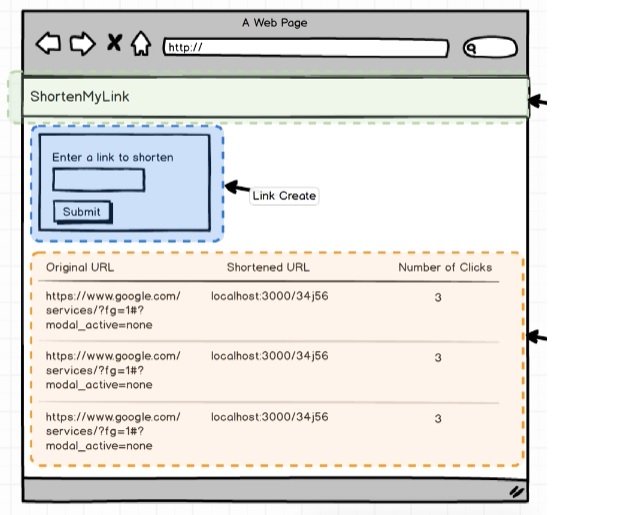 A Web Page
http://
ShortenMyLink
Enter a link to shorten
Submit
Link Create
Original URL Shortened URL Number of Clicks
https://www.google.com/ localhost:3000/34j56 3
services/?fg=1#?
modal_active=none
https://www.google.com/ localhost:3000/34j56 3
services/?fg=1#?
modal_active=none
https://www.google.com/ localhost:3000/34j56 3
services/?fg=1#?
modal_active=none